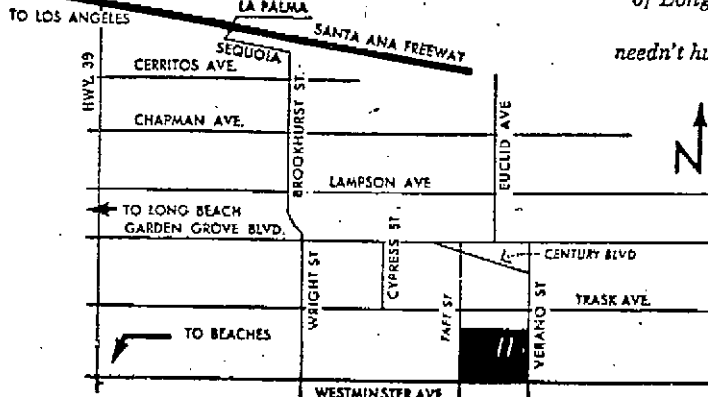 of Long
needn't hu
LA PALMA
TO LOS ANGELES
SANTA ANA FREEWAY
SEQUOIA
CERRITOS AVE.
HWY. 39
BROOKHURST ST.
CHAPMAN AVE.
EUCLID AVE
N
LAMPSON AVE
TO LONG BEACH
GARDEN GROVE BLVD.
CENTURY BLVD
WRIGHT ST
CYPRESS ST.
TAFT ST
VERANO ST
TRASK AVE.
TO BEACHES
WESTMINSTER AVE